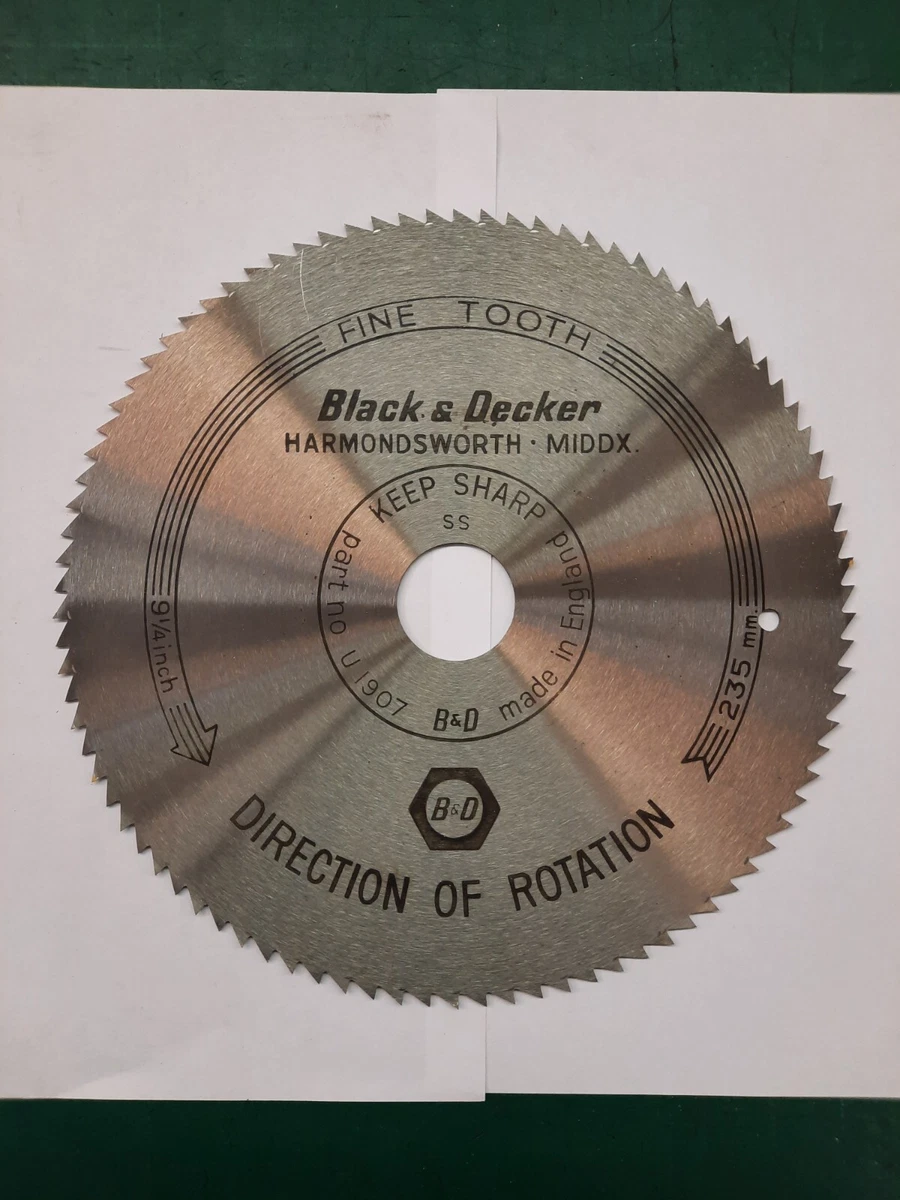 FINE TOOTH
Black & Decker
HARMONDSWORTH · MIDDX.
KEEP SHARP
SS
part no u 1907
B&D
made in England
9¼ inch
235 mm.
B&D
DIRECTION OF ROTATION